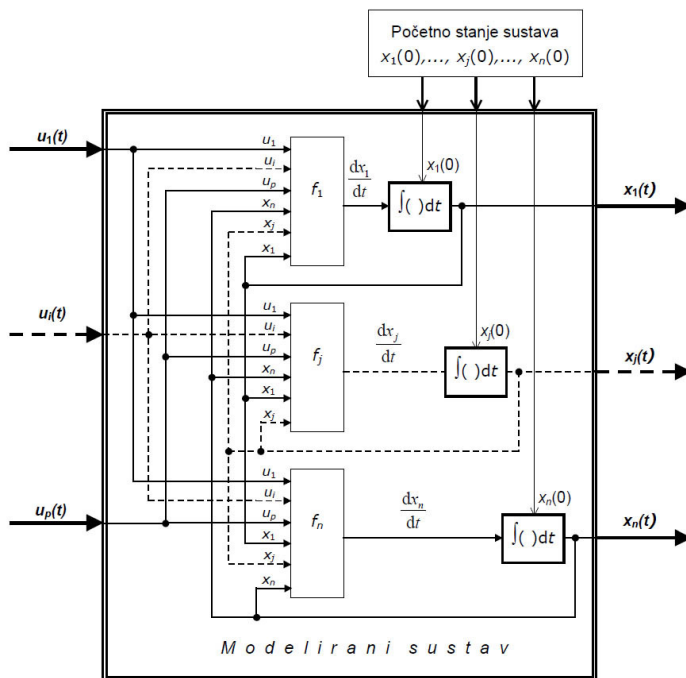 Početno stanje sustava
x₁(0),..., xⱼ(0),..., xₙ(0)
u₁(t)
uᵢ(t)
uₚ(t)
u₁
uᵢ
uₚ
xₙ
xⱼ
x₁
f₁
dx₁/dt
x₁(0)
∫( )dt
x₁(t)
u₁
uᵢ
uₚ
xₙ
x₁
xⱼ
fⱼ
dxⱼ/dt
xⱼ(0)
∫( )dt
xⱼ(t)
u₁
uᵢ
uₚ
x₁
xⱼ
xₙ
fₙ
dxₙ/dt
xₙ(0)
∫( )dt
xₙ(t)
Modelirani sustav